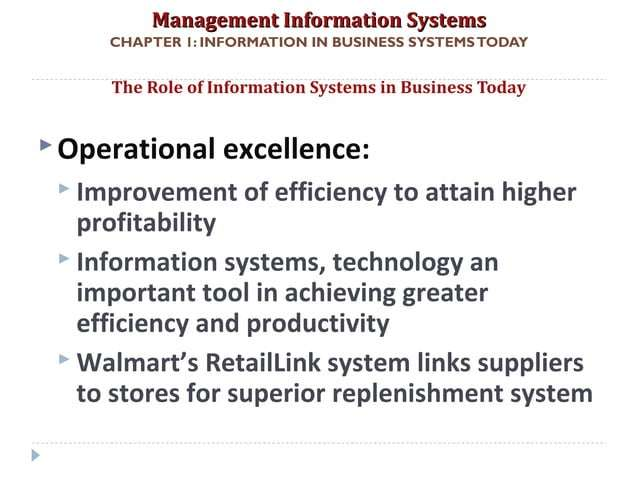 Management Information Systems
CHAPTER 1: INFORMATION IN BUSINESS SYSTEMS TODAY
The Role of Information Systems in Business Today
Operational excellence:
Improvement of efficiency to attain higher
profitability
Information systems, technology an
important tool in achieving greater
efficiency and productivity
Walmart’s RetailLink system links suppliers
to stores for superior replenishment system